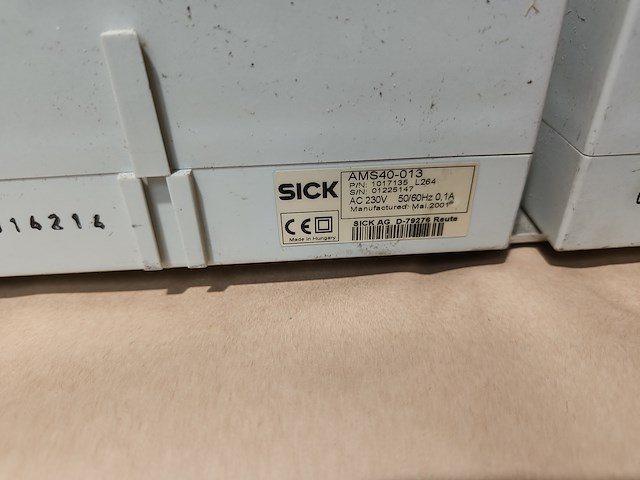 SICK
AMS40-013
P/N: 1017135 L264
S/N: 01225147
AC 230V 50/60Hz 0,1A
Manufactured: Mai.2001
CE
Made in Hungary
SICK AG D-79276 Reute